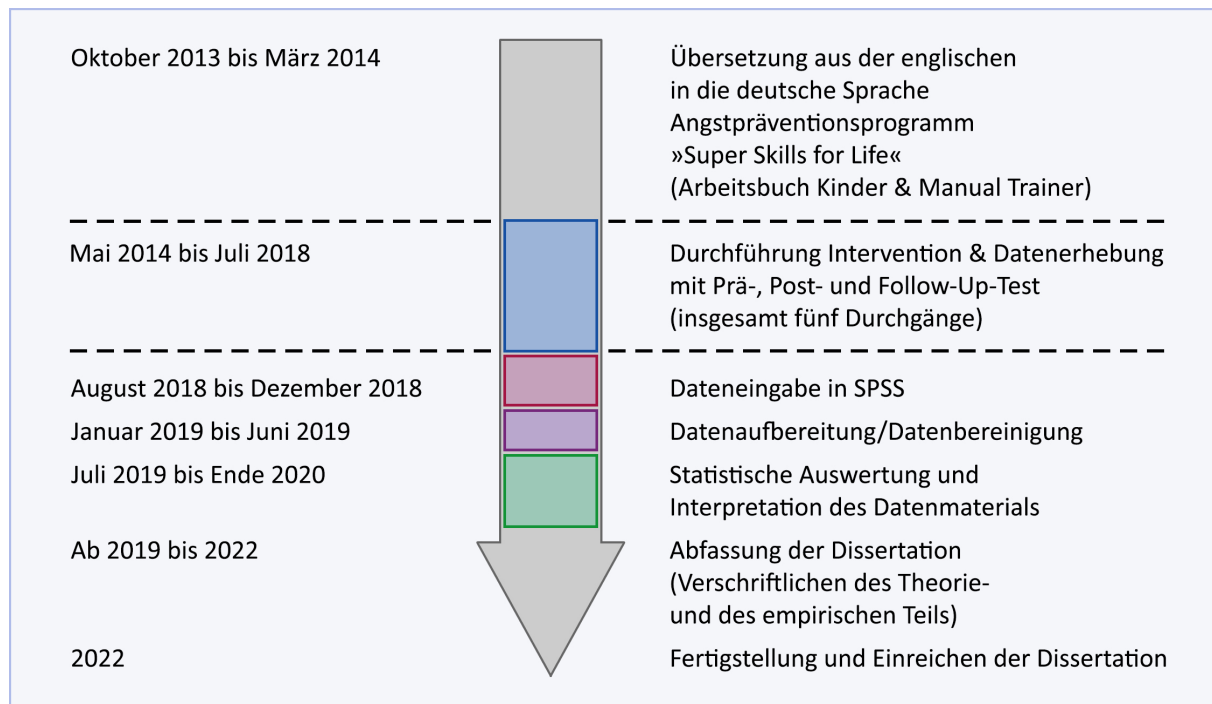 Oktober 2013 bis März 2014
Übersetzung aus der englischen
in die deutsche Sprache
Angstpräventionsprogramm
»Super Skills for Life«
(Arbeitsbuch Kinder & Manual Trainer)
Mai 2014 bis Juli 2018
Durchführung Intervention & Datenerhebung
mit Prä-, Post- und Follow-Up-Test
(insgesamt fünf Durchgänge)
August 2018 bis Dezember 2018
Dateneingabe in SPSS
Januar 2019 bis Juni 2019
Datenaufbereitung/Datenbereinigung
Juli 2019 bis Ende 2020
Statistische Auswertung und
Interpretation des Datenmaterials
Ab 2019 bis 2022
Abfassung der Dissertation
(Verschriftlichen des Theorie-
und des empirischen Teils)
2022
Fertigstellung und Einreichen der Dissertation